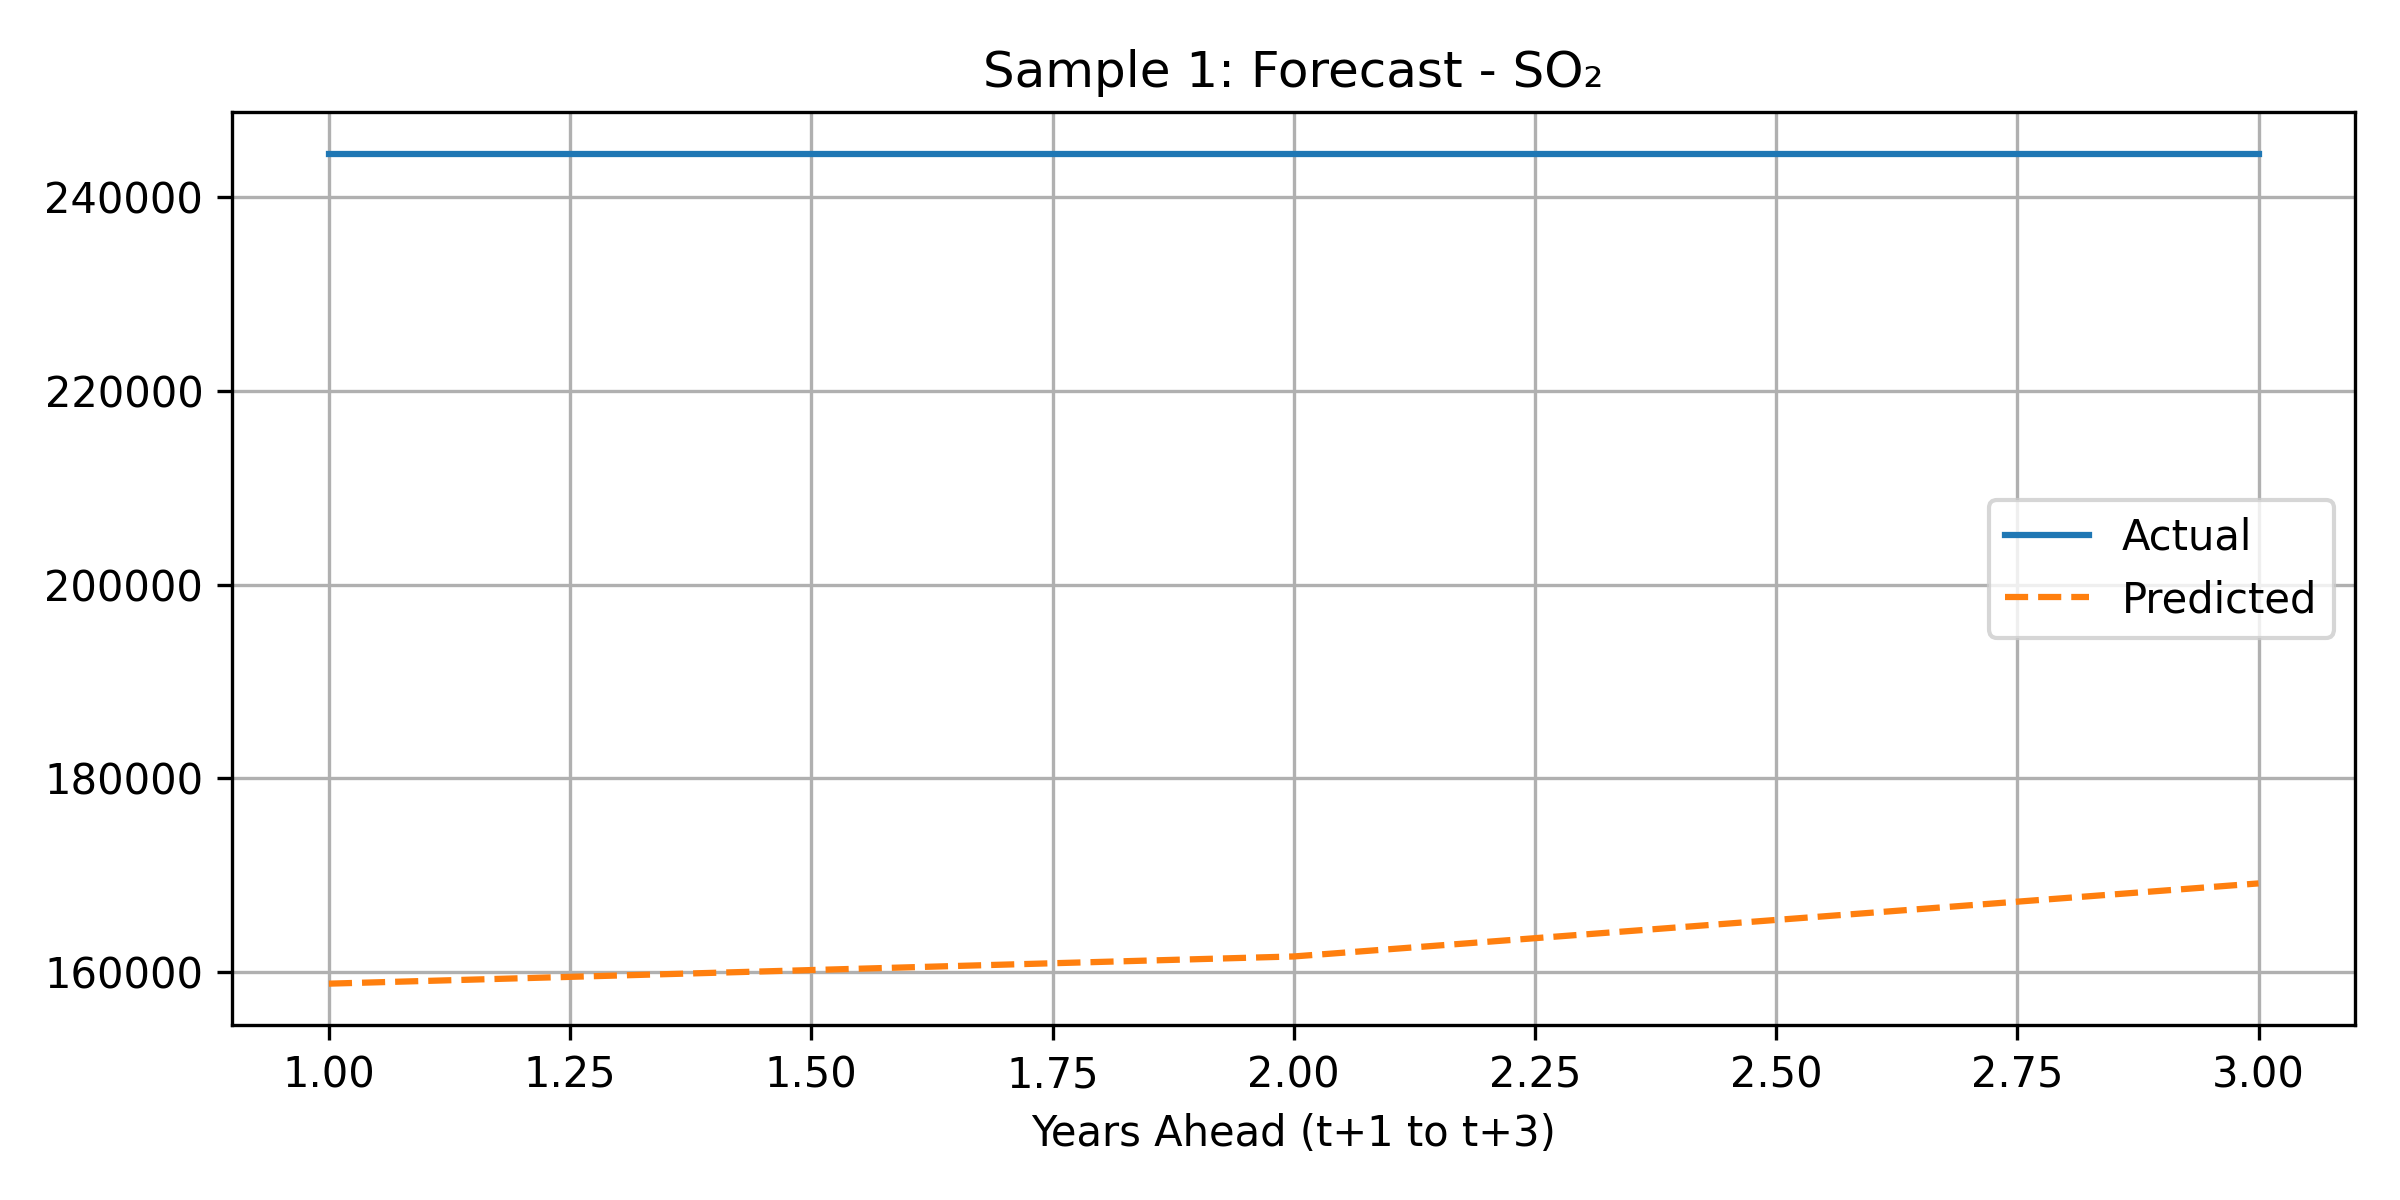 Sample 1: Forecast - SO₂
240000
220000
200000
180000
160000
Actual
Predicted
1.00 1.25 1.50 1.75 2.00 2.25 2.50 2.75 3.00
Years Ahead (t+1 to t+3)